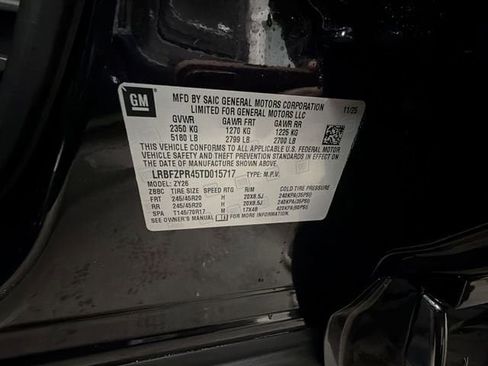 GM
MFD BY SAIC GENERAL MOTORS CORPORATION
LIMITED FOR GENERAL MOTORS LLC
11/25
GVWR GAWR FRT GAWR RR
2350 KG 1270 KG 1225 KG
5180 LB 2799 LB 2700 LB
THIS VEHICLE CONFORMS TO ALL APPLICABLE U.S. FEDERAL MOTOR
VEHICLE SAFETY AND THEFT PREVENTION STANDARDS IN EFFECT ON THE
DATE OF MANUFACTURE SHOWN ABOVE.
LRBFZPR45TD015717 TYPE: M.P.V.
MODEL: ZY26
2BBC TIRE SIZE SPEED RTG RIM COLD TIRE PRESSURE
FRT 245/45R20 H 20X8.5J 240KPA(35PSI)
RR 245/45R20 H 20X8.5J 240KPA(35PSI)
SPA T145/70R17 M 17X4B 420KPA(60PSI)
SEE OWNER'S MANUAL FOR ADDITIONAL INFORMATION